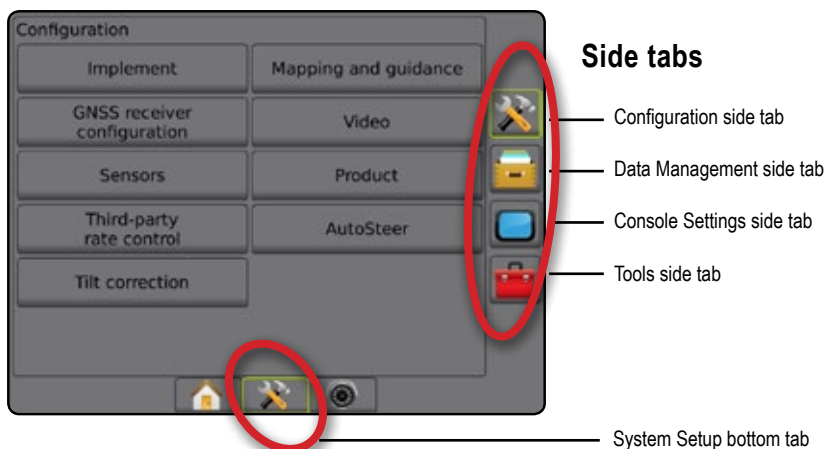 Configuration
Implement
Mapping and guidance
GNSS receiver
configuration
Video
Sensors
Product
Third-party
rate control
AutoSteer
Tilt correction
Side tabs
Configuration side tab
Data Management side tab
Console Settings side tab
Tools side tab
System Setup bottom tab